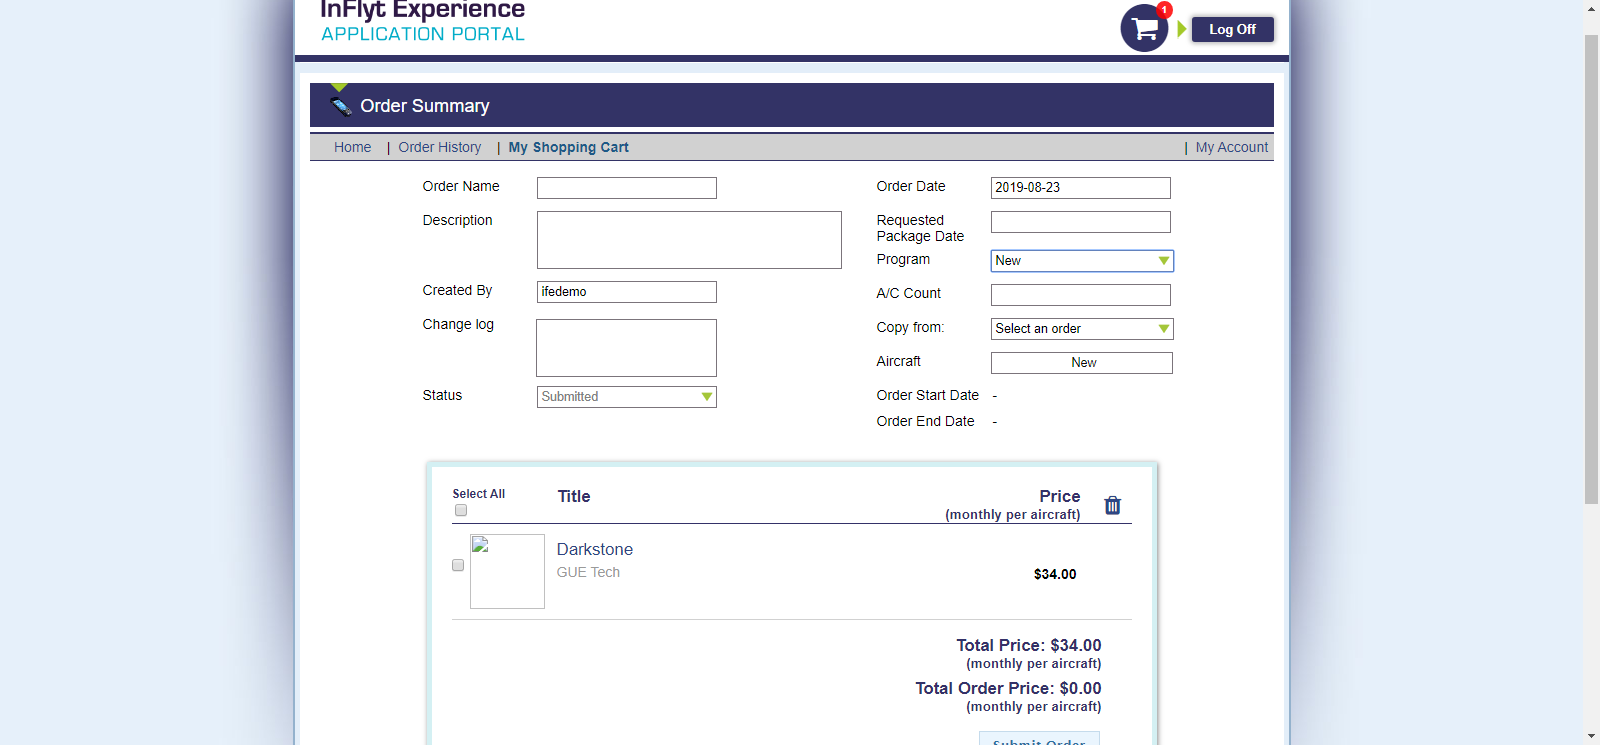 InFlyt Experience
APPLICATION PORTAL
1
Log Off
Order Summary
Home | Order History | My Shopping Cart | My Account
Order Name
Order Date 2019-08-23
Description
Requested
Package Date
Program New
Created By ifedemo
A/C Count
Change log
Copy from: Select an order
Aircraft New
Status Submitted
Order Start Date -
Order End Date -
Select All Title Price
(monthly per aircraft)
Darkstone
GUE Tech
$34.00
Total Price: $34.00
(monthly per aircraft)
Total Order Price: $0.00
(monthly per aircraft)
Submit Order